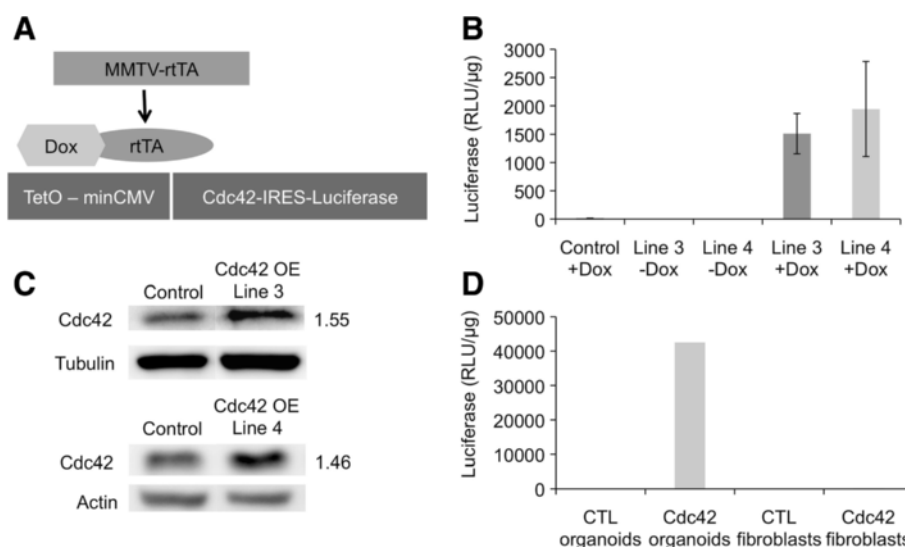 A
MMTV-rtTA
Dox
rtTA
TetO – minCMV
Cdc42-IRES-Luciferase
B
Luciferase (RLU/µg)
3000
2500
2000
1500
1000
500
0
Control
+Dox
Line 3
-Dox
Line 4
-Dox
Line 3
+Dox
Line 4
+Dox
C
Control
Cdc42 OE
Line 3
Cdc42
1.55
Tubulin
Control
Cdc42 OE
Line 4
Cdc42
1.46
Actin
D
Luciferase (RLU/µg)
50000
40000
30000
20000
10000
0
CTL
organoids
Cdc42
organoids
CTL
fibroblasts
Cdc42
fibroblasts